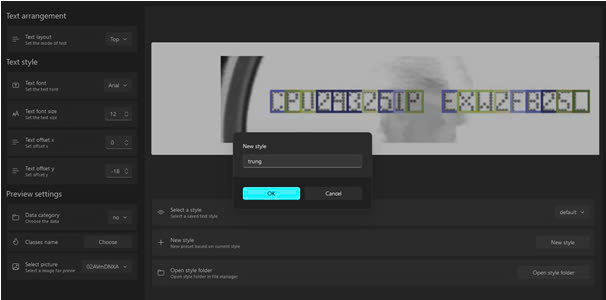 Text arrangement
Text layout
Set the mode of text
Top
Text style
Text font
Set the text font
Arial
Text font size
Set the text size
12
Text offset x
Set offset x
0
Text offset y
Set offset y
-18
Preview settings
Data category
Choose the data
no
Classes name
Choose
Select picture
Select a image for preview
02AVmDNXA
New style
trung
OK
Cancel
Select a style
Select a saved text style
default
New style
New preset based on current style
New style
Open style folder
Open style folder in file manager
Open style folder